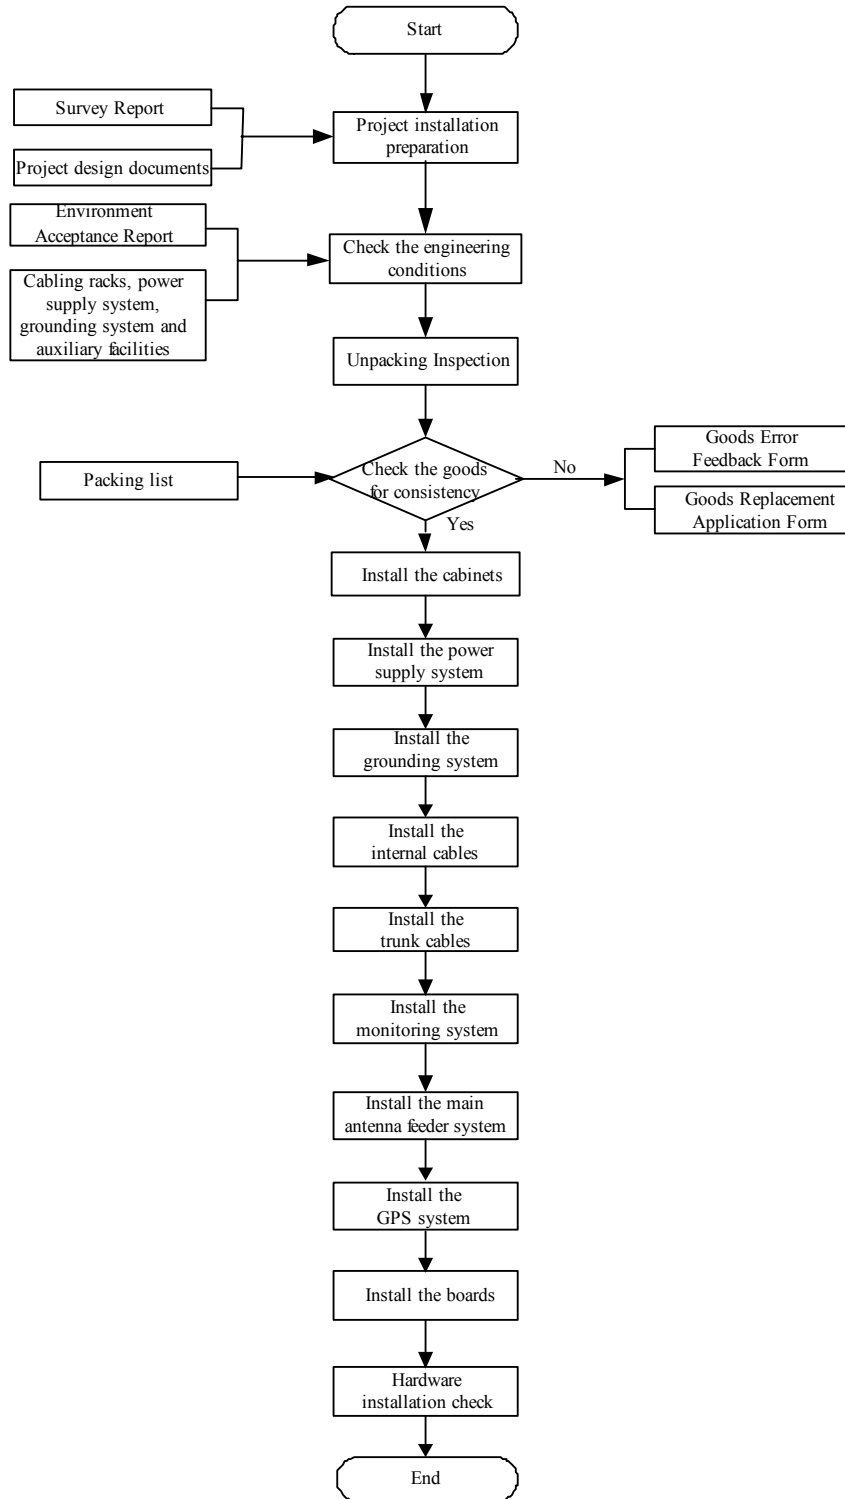 Start
Survey Report
Project installation
preparation
Project design documents
Environment
Acceptance Report
Check the engineering
conditions
Cabling racks, power
supply system,
grounding system and
auxiliary facilities
Unpacking Inspection
Packing list
Check the goods
for consistency
No
Goods Error
Feedback Form
Goods Replacement
Application Form
Yes
Install the cabinets
Install the power
supply system
Install the
grounding system
Install the
internal cables
Install the
trunk cables
Install the
monitoring system
Install the main
antenna feeder system
Install the
GPS system
Install the boards
Hardware
installation check
End